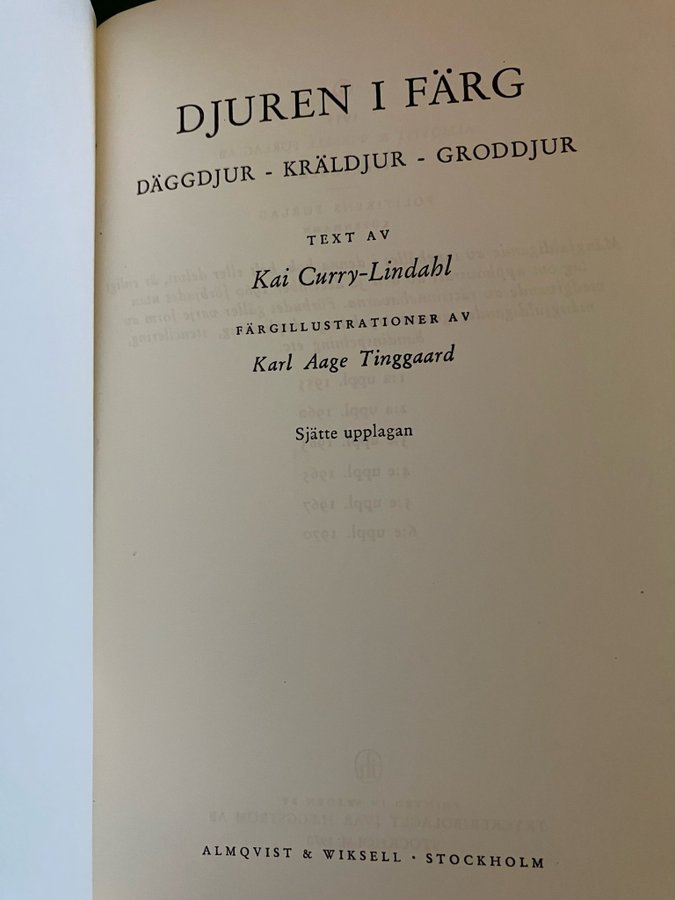 DJUREN I FÄRG
DÄGGDJUR - KRÄLDJUR - GRODDJUR
TEXT AV
Kai Curry-Lindahl
FÄRGILLUSTRATIONER AV
Karl Aage Tinggaard
Sjätte upplagan
ALMQVIST & WIKSELL · STOCKHOLM